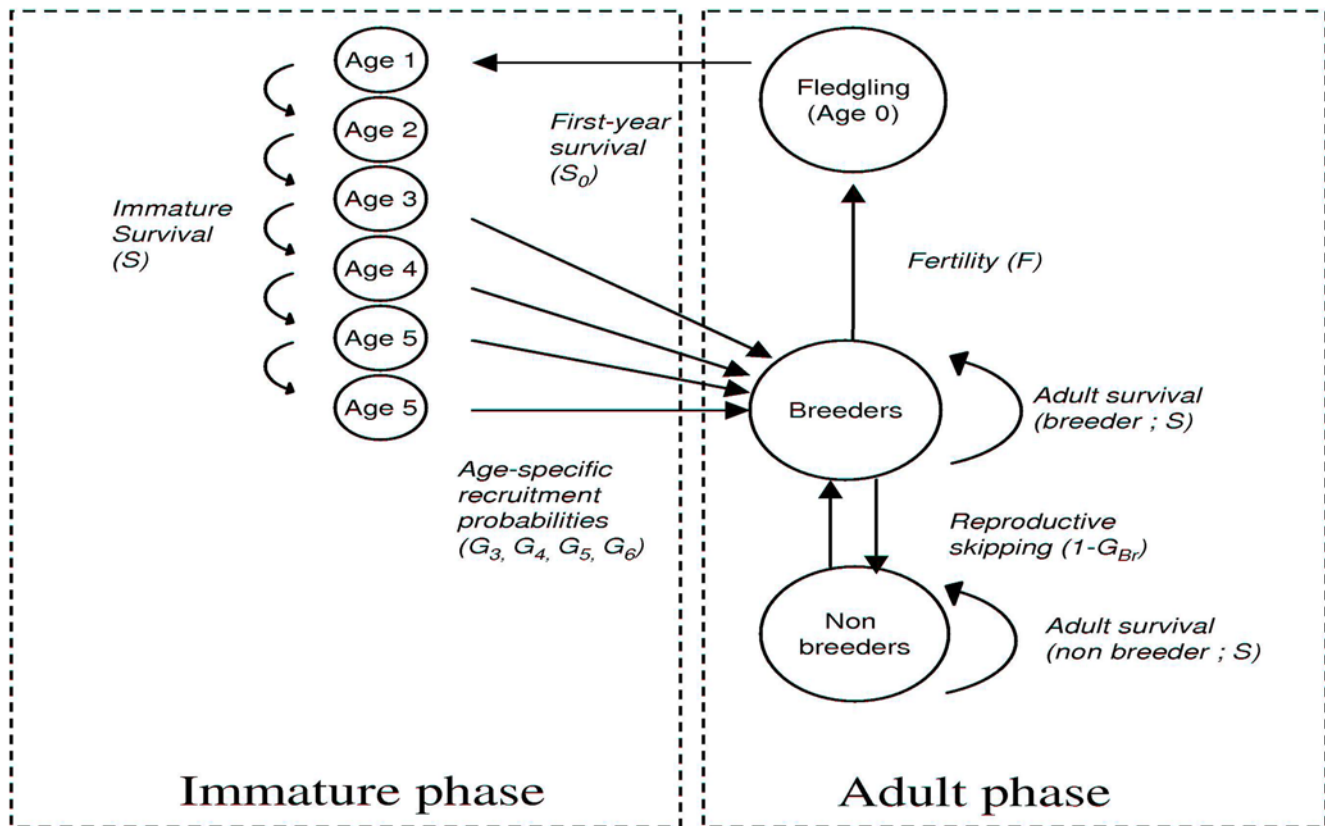 Age 1
Age 2
Age 3
Age 4
Age 5
Age 5
Immature
Survival
(S)
First-year
survival
(S0)
Age-specific
recruitment
probabilities
(G3, G4, G5, G6)
Immature phase
Fledgling
(Age 0)
Fertility (F)
Breeders
Adult survival
(breeder ; S)
Reproductive
skipping (1-GBr)
Non
breeders
Adult survival
(non breeder ; S)
Adult phase